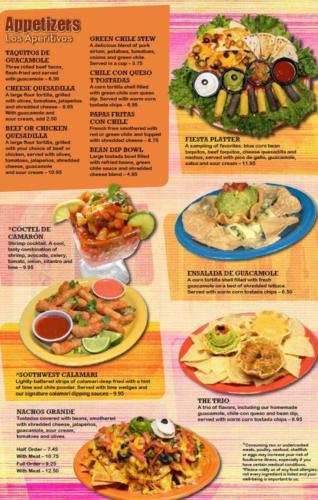 Appetizers
Los Aperitivos
TAQUITOS DE
GUACAMOLE
Three rolled beef tacos,
flash-fried and served
with guacamole - 6.50
CHEESE QUESADILLA
A large flour tortilla, grilled
with olives, tomatoes, jalapeños
and shredded cheese - 8.95
With guacamole and
sour cream, add 2.50
BEEF OR CHICKEN
QUESADILLA
A large flour tortilla, grilled
with your choice of beef or
chicken, served with olives,
tomatoes, jalapeños, shredded
cheese, guacamole
and sour cream - 10.95
GREEN CHILE STEW
A delicious blend of pork
sirloin, potatoes, tomatoes,
onions and green chile.
Served in a cup - 3.75
CHILE CON QUESO
Y TOSTADAS
A corn tortilla shell filled
with green chile con queso
dip. Served with warm corn
tostada chips - 6.95
PAPAS FRITAS
CON CHILE
French fries smothered with
red or green chile and topped
with shredded cheese - 6.75
BEAN DIP BOWL
Large tostada bowl filled
with refried beans, green
chile sauce and shredded
cheese blend - 4.95
FIESTA PLATTER
A sampling of favorites: blue corn bean
taquitos, beef taquitos, cheese quesadilla and
nachos, served with pico de gallo, guacamole,
salsa and sour cream - 11.95
*CÓCTEL DE
CAMARÓN
Shrimp cocktail. A cool,
tasty combination of
shrimp, avocado, celery,
tomato, onion, cilantro
and lime - 9.95
ENSALADA DE GUACAMOLE
A corn tortilla shell filled with fresh
guacamole on a bed of shredded lettuce.
Served with warm corn tostada chips - 6.50
*SOUTHWEST CALAMARI
Lightly-battered strips of calamari deep fried with a hint
of lime and chile powder. Served with lime wedges and
our signature calamari dipping sauces - 9.95
THE TRIO
A trio of flavors, including our homemade
guacamole, chile con queso and bean dip,
served with warm corn tostada chips - 9.95
NACHOS GRANDE
Tostadas covered with beans, smothered
with shredded cheese, jalapeños,
guacamole, sour cream,
tomatoes and olives.
Half Order - 7.45
With Meat - 10.75
Full Order - 9.25
With Meat - 12.50
*Consuming raw or undercooked
meats, poultry, seafood, shellfish
or eggs may increase your risk of
foodborne illness, especially if you
have certain medical conditions.
*Please notify us of any food allergies;
not every ingredient is listed and your
well-being is important to us.